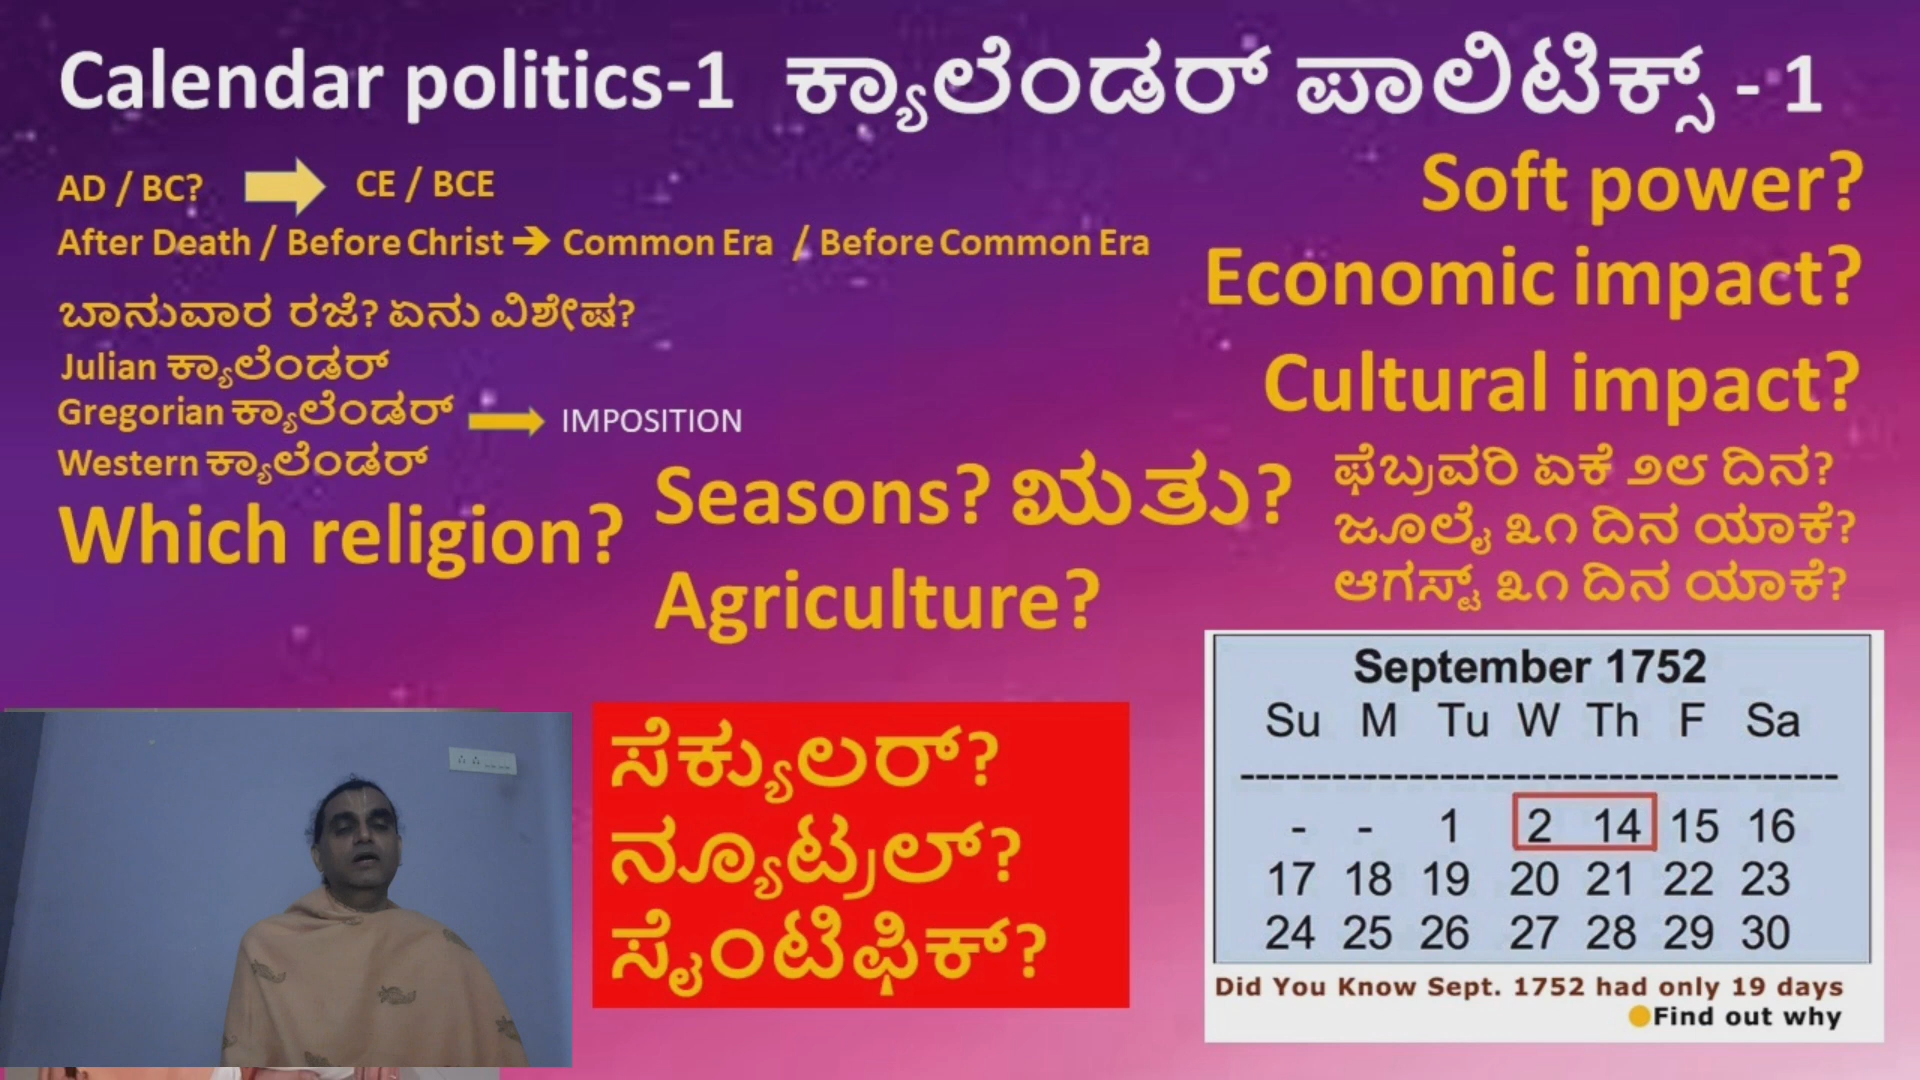 Calendar politics-1 ಕ್ಯಾಲೆಂಡರ್ ಪಾಲಿಟಿಕ್ಸ್ - 1
AD / BC? CE / BCE
After Death / Before Christ → Common Era / Before Common Era
ಬಾನುವಾರ ರಜೆ? ಏನು ವಿಶೇಷ?
Julian ಕ್ಯಾಲೆಂಡರ್
Gregorian ಕ್ಯಾಲೆಂಡರ್
IMPOSITION
Western ಕ್ಯಾಲೆಂಡರ್
Which religion?
Soft power?
Economic impact?
Cultural impact?
Seasons? ಋತು?
Agriculture?
ಫೆಬ್ರವರಿ ಏಕೆ ೨೮ ದಿನ?
ಜೂಲೈ ೩೧ ದಿನ ಯಾಕೆ?
ಆಗಸ್ಟ್ ೩೧ ದಿನ ಯಾಕೆ?
ಸೆಕ್ಯುಲರ್?
ನ್ಯೂಟ್ರಲ್?
ಸೈಂಟಿಫಿಕ್?
September 1752
Su M Tu W Th F Sa
- - 1 2 14 15 16
17 18 19 20 21 22 23
24 25 26 27 28 29 30
Did You Know Sept. 1752 had only 19 days
Find out why